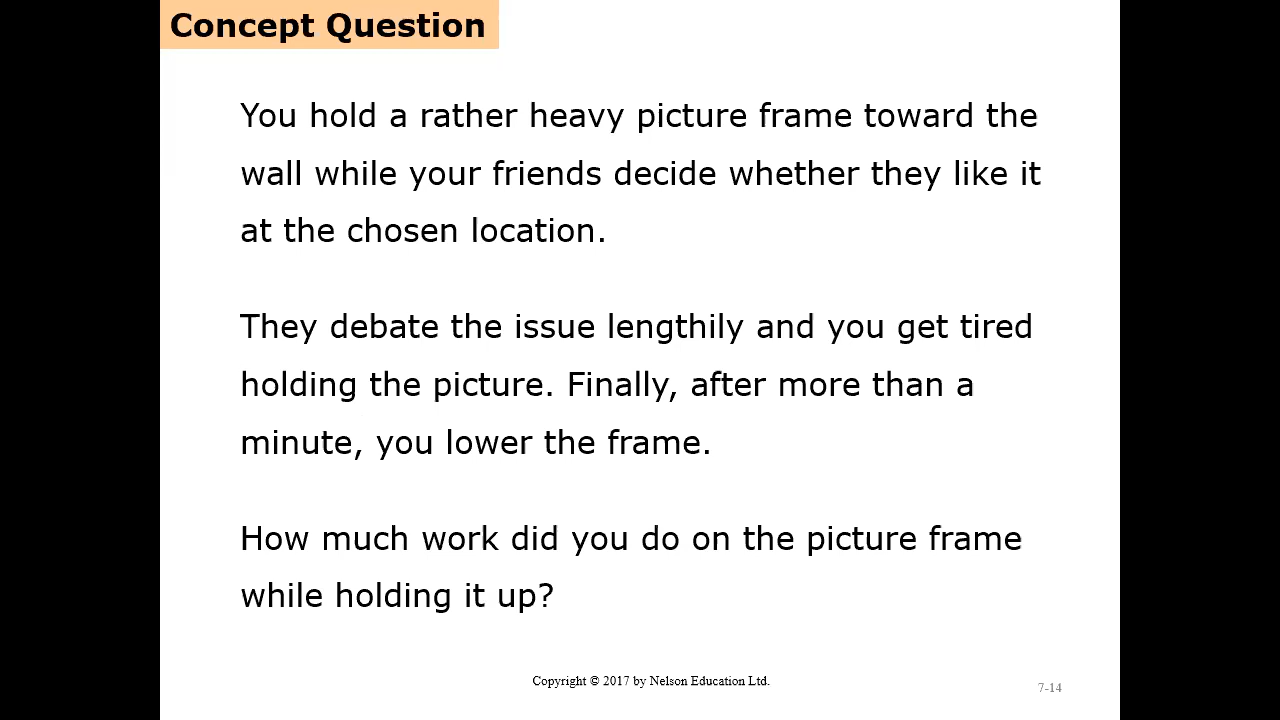 Concept Question
You hold a rather heavy picture frame toward the
wall while your friends decide whether they like it
at the chosen location.
They debate the issue lengthily and you get tired
holding the picture. Finally, after more than a
minute, you lower the frame.
How much work did you do on the picture frame
while holding it up?
Copyright © 2017 by Nelson Education Ltd.
7-14